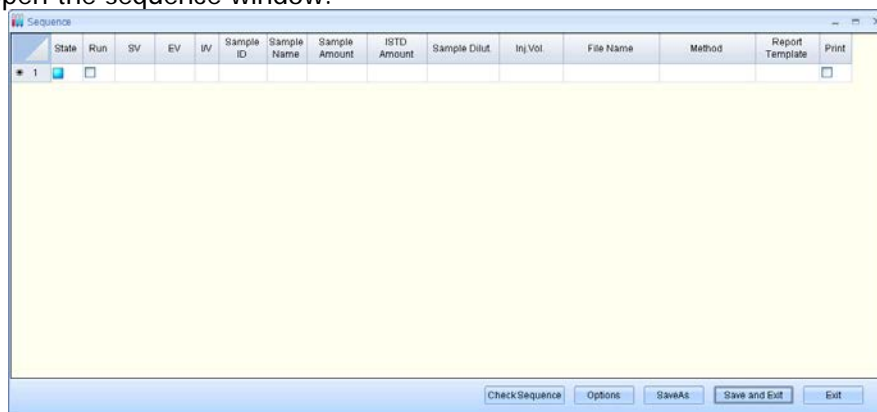 pen the sequense window:
Sequence
State Run SV EV I/V Sample ID Sample Name Sample Amount ISTD Amount Sample Dilut. Inj.Vol. File Name Method Report Template Print
1
CheckSequence Options SaveAs Save and Exit Exit